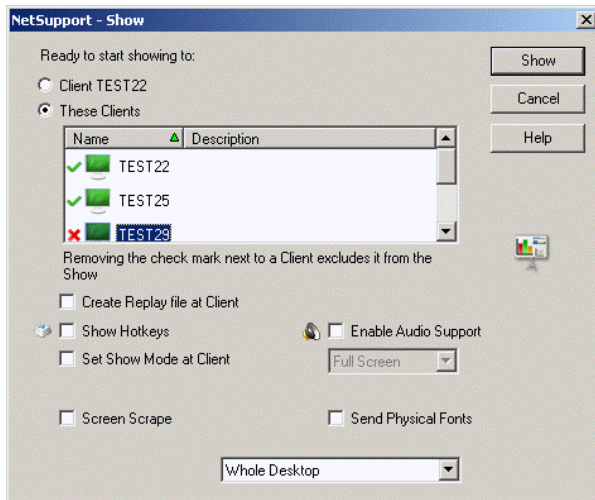 NetSupport - Show
Ready to start showing to:
Show
Client TEST22
Cancel
These Clients
Name Description
Help
TEST22
TEST25
TEST29
Removing the check mark next to a Client excludes it from the
Show
Create Replay file at Client
Show Hotkeys Enable Audio Support
Set Show Mode at Client Full Screen
Screen Scrape Send Physical Fonts
Whole Desktop